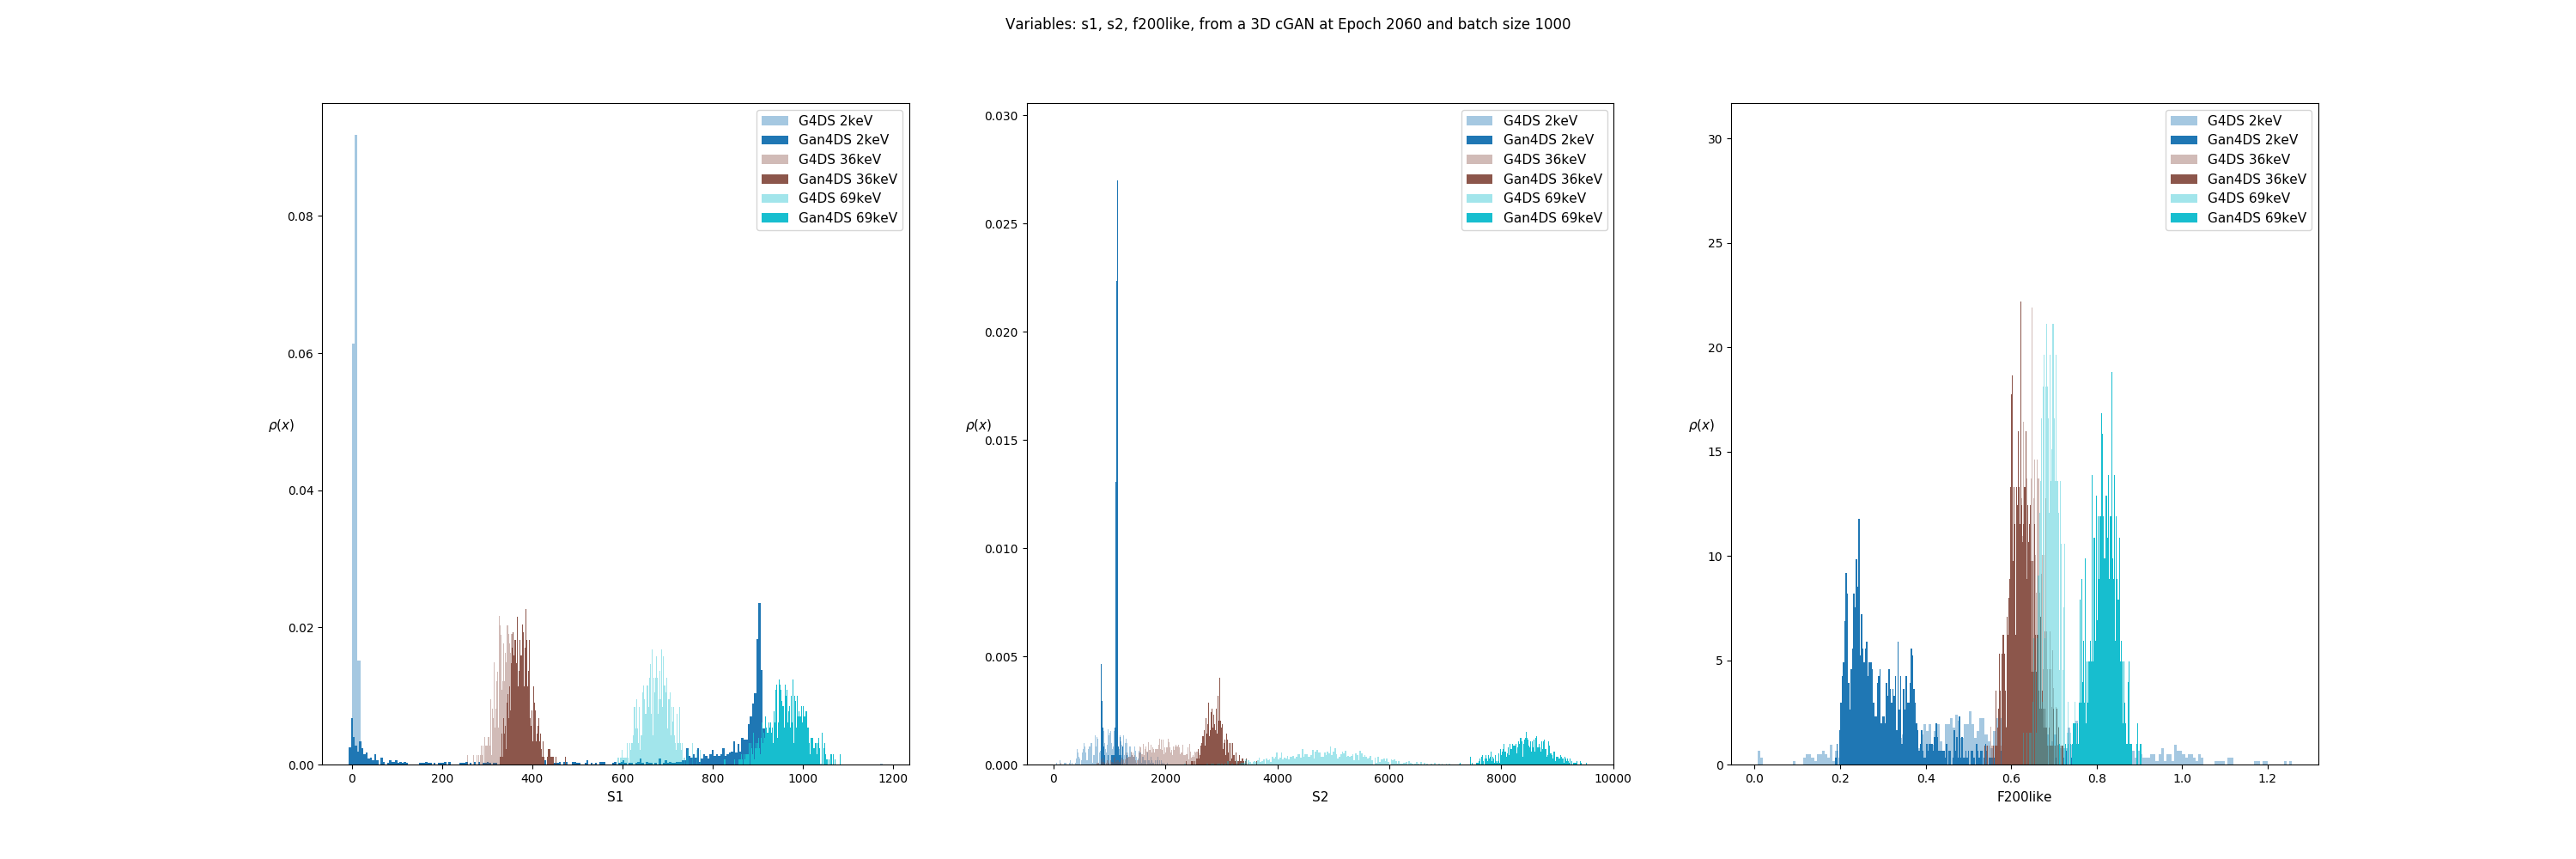 Variables: s1, s2, f200like, from a 3D cGAN at Epoch 2060 and batch size 1000
G4DS 2keV
Gan4DS 2keV
G4DS 36keV
Gan4DS 36keV
G4DS 69keV
Gan4DS 69keV
0.08
0.06
0.04
0.02
0.00
ρ(x)
0 200 400 600 800 1000 1200
S1
G4DS 2keV
Gan4DS 2keV
G4DS 36keV
Gan4DS 36keV
G4DS 69keV
Gan4DS 69keV
0.030
0.025
0.020
0.015
0.010
0.005
0.000
ρ(x)
0 2000 4000 6000 8000 10000
S2
G4DS 2keV
Gan4DS 2keV
G4DS 36keV
Gan4DS 36keV
G4DS 69keV
Gan4DS 69keV
30
25
20
15
10
5
0
ρ(x)
0.0 0.2 0.4 0.6 0.8 1.0 1.2
F200like